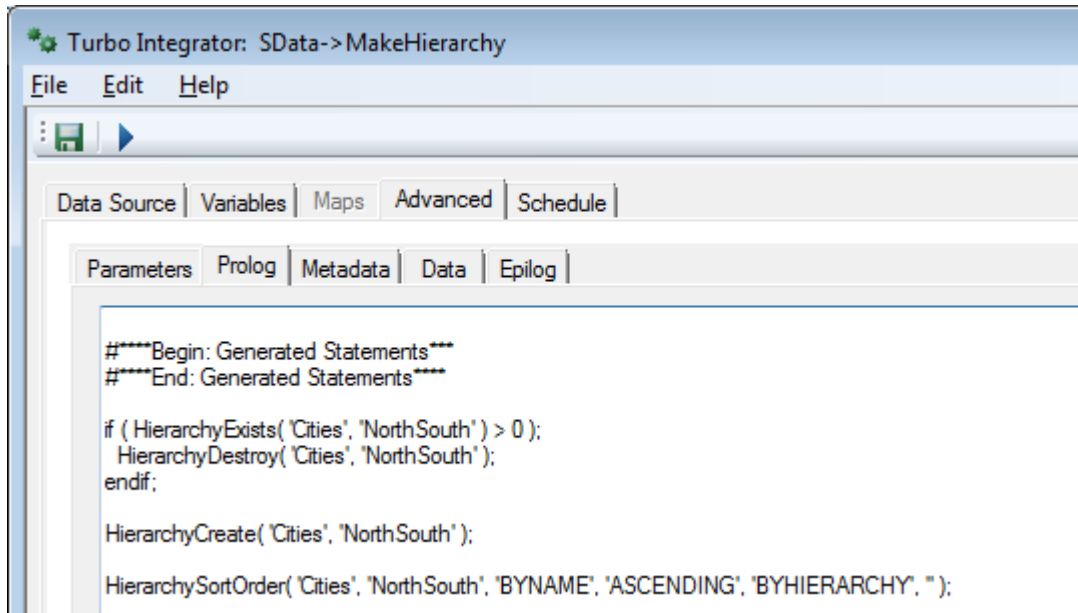 Turbo Integrator: SData->MakeHierarchy
File Edit Help
Data Source Variables Maps Advanced Schedule
Parameters Prolog Metadata Data Epilog
#****Begin: Generated Statements***
#****End: Generated Statements****
if ( HierarchyExists( 'Cities', 'NorthSouth' ) > 0 );
HierarchyDestroy( 'Cities', 'NorthSouth' );
endif;
HierarchyCreate( 'Cities', 'NorthSouth' );
HierarchySortOrder( 'Cities', 'NorthSouth', 'BYNAME', 'ASCENDING', 'BYHIERARCHY', '' );